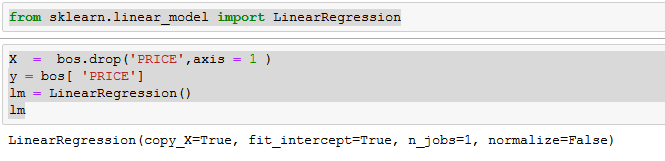 from sklearn.linear_model import LinearRegression
X  =  bos.drop('PRICE',axis = 1 )
y = bos[ 'PRICE']
lm = LinearRegression()
lm
LinearRegression(copy_X=True, fit_intercept=True, n_jobs=1, normalize=False)